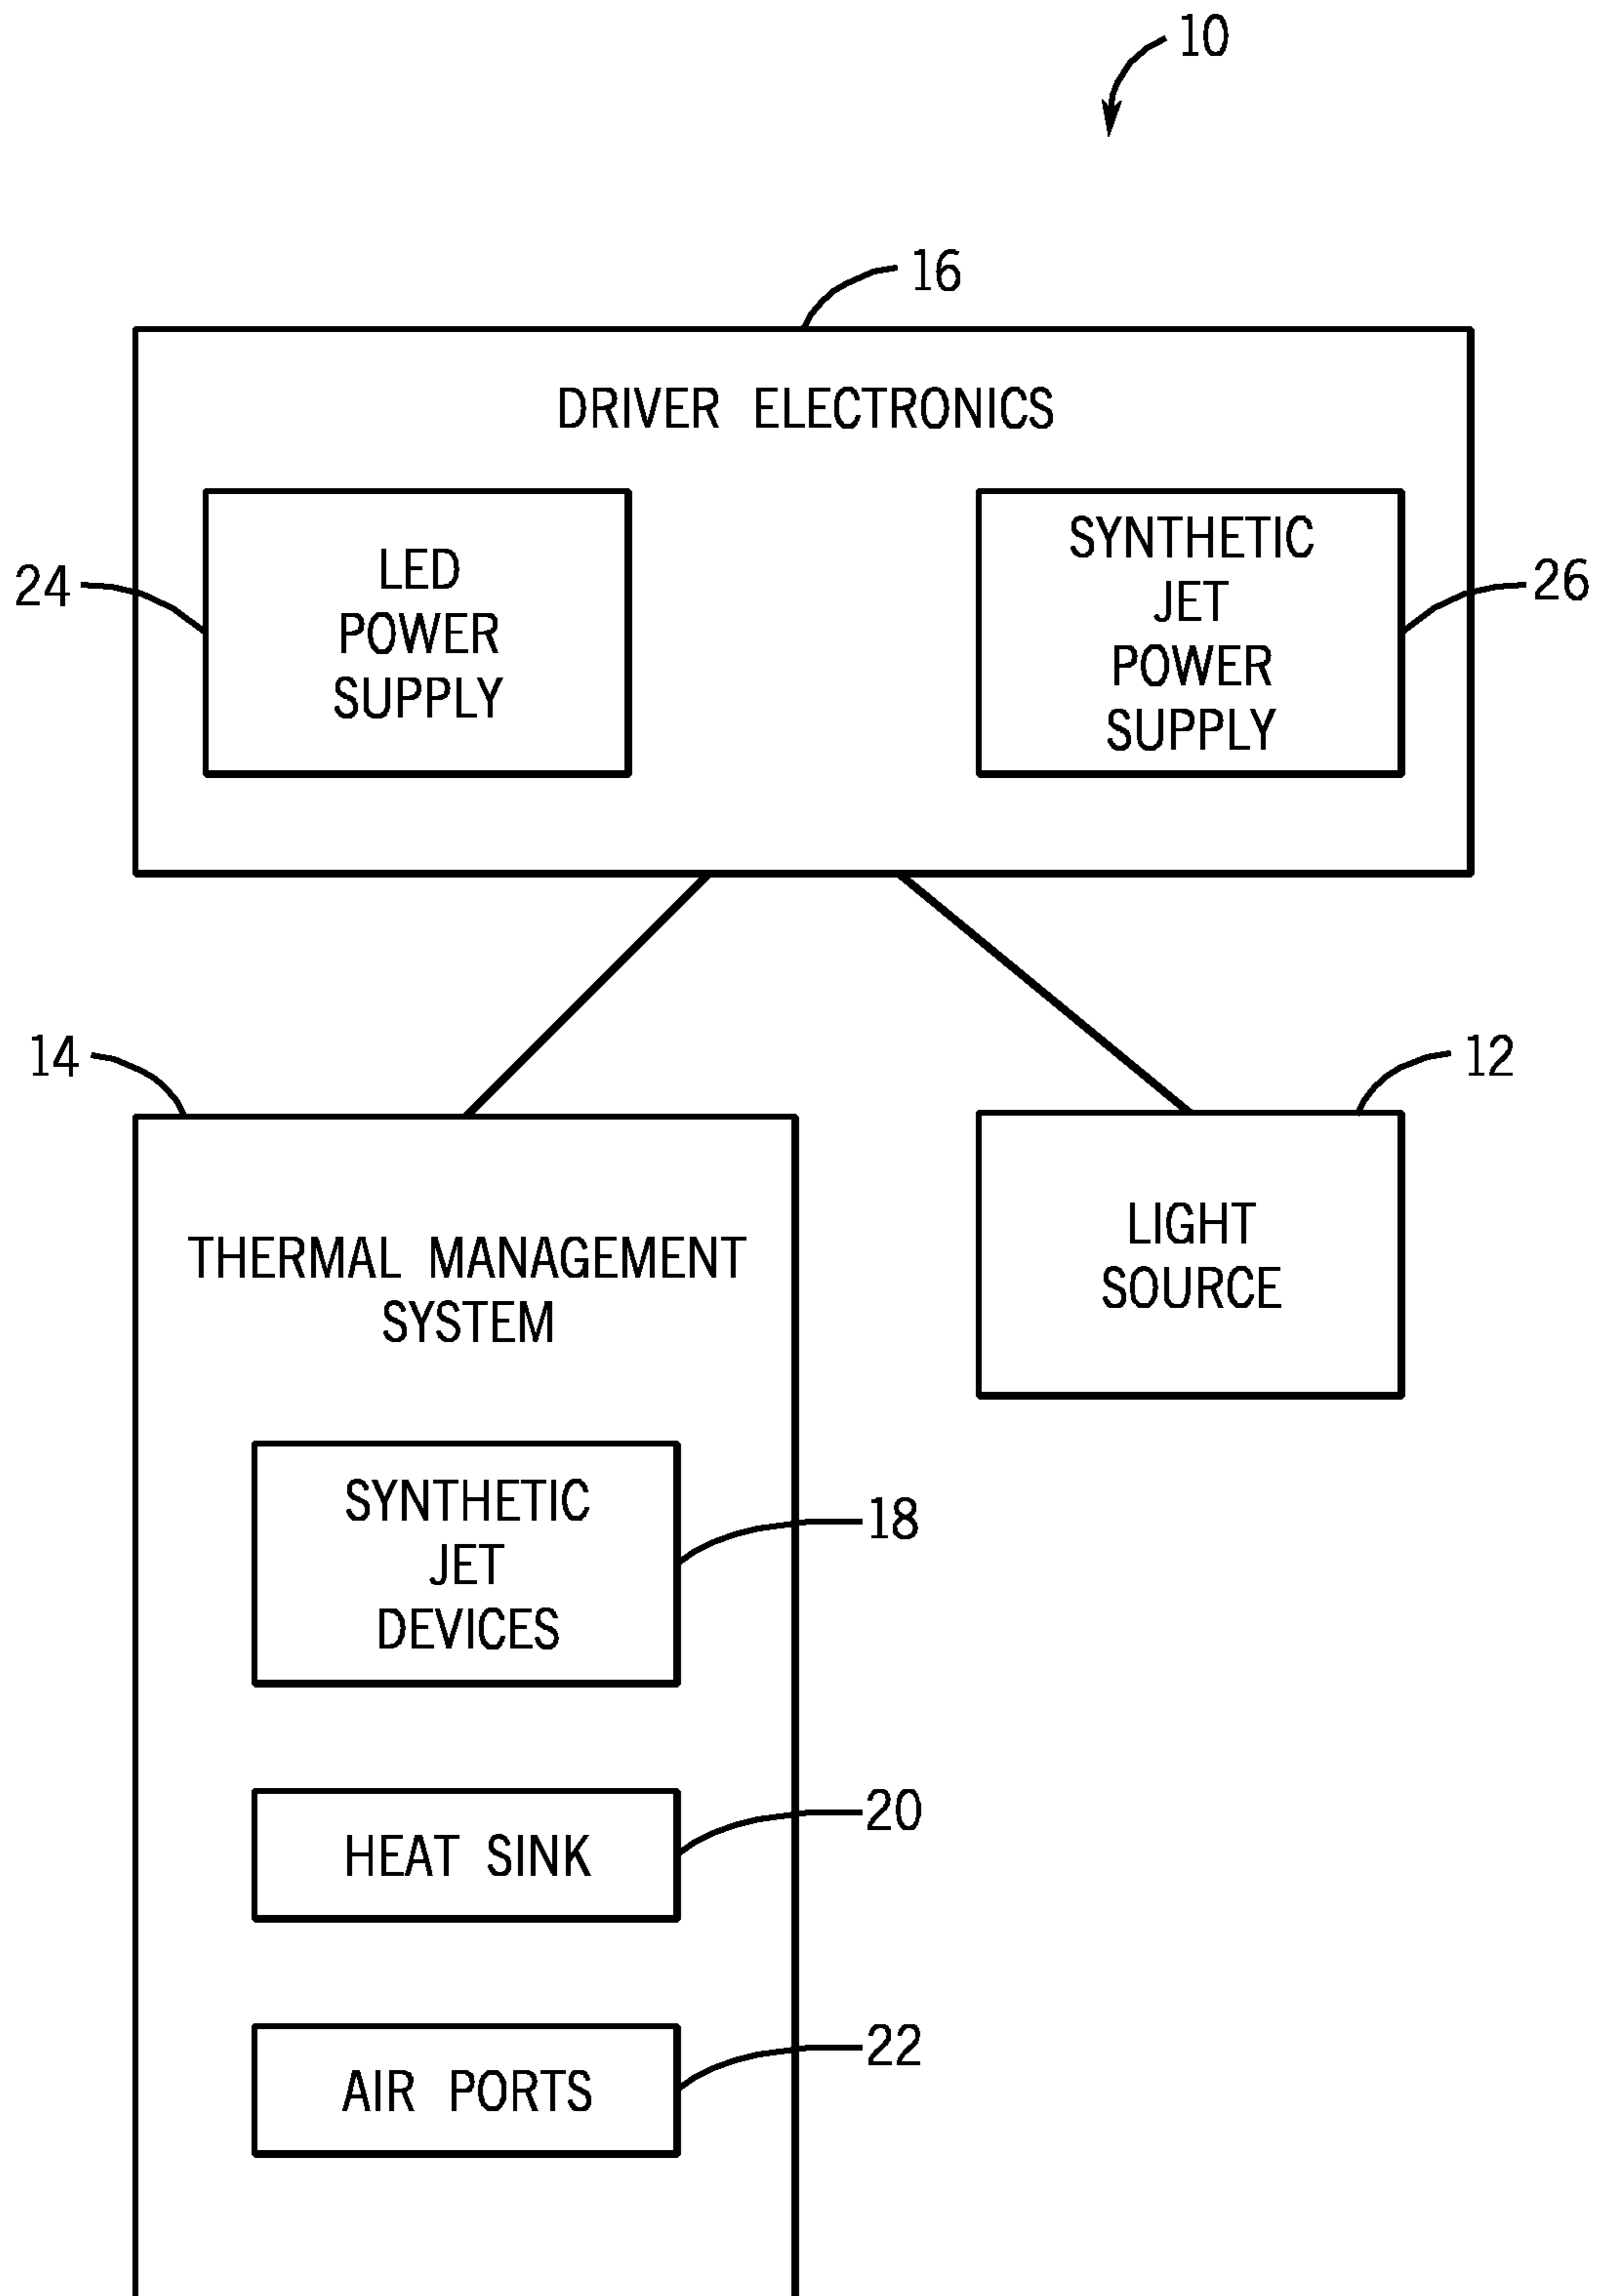 10
16
DRIVER ELECTRONICS
24
LED
POWER
SUPPLY
SYNTHETIC
JET
POWER
SUPPLY
26
14
12
THERMAL MANAGEMENT
SYSTEM
LIGHT
SOURCE
SYNTHETIC
JET
DEVICES
18
HEAT SINK
20
AIR PORTS
22